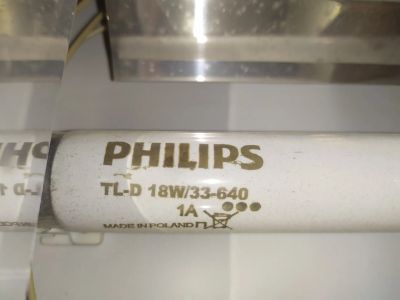 PHILIPS
TL-D 18W/33-640
1A
MADE IN POLAND